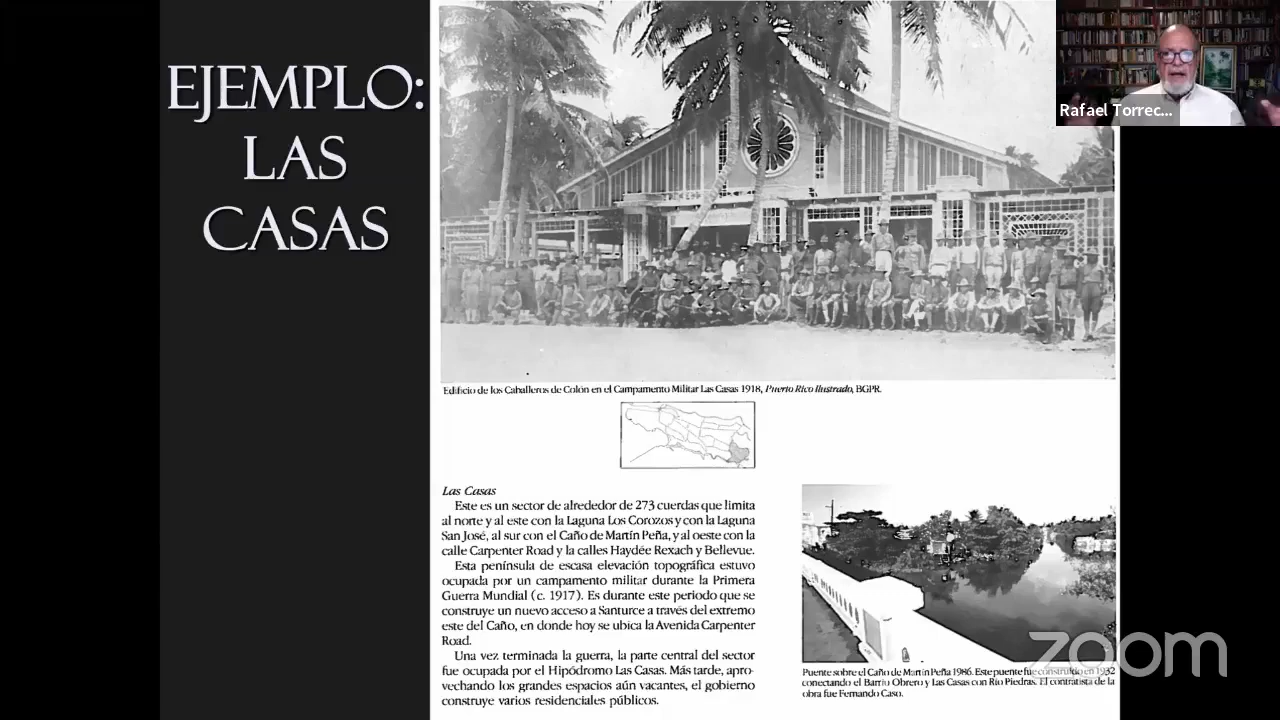 EJEMPLO:
LAS
CASAS
Rafael Torrec...
Edificio de los Caballeros de Colón en el Campamento Militar Las Casas 1918, Puerto Rico Ilustrado, BGPR.
Las Casas
Este es un sector de alrededor de 273 cuerdas que limita
al norte y al este con la Laguna Los Corozos y con la Laguna
San José, al sur con el Caño de Martín Peña, y al oeste con la
calle Carpenter Road y la calles Haydée Rexach y Bellevue.
Esta península de escasa elevación topográfica estuvo
ocupada por un campamento militar durante la Primera
Guerra Mundial (c. 1917). Es durante este periodo que se
construye un nuevo acceso a Santurce a través del extremo
este del Caño, en donde hoy se ubica la Avenida Carpenter
Road.
Una vez terminada la guerra, la parte central del sector
fue ocupada por el Hipódromo Las Casas. Más tarde, apro-
vechando los grandes espacios aún vacantes, el gobierno
construye varios residenciales públicos.
Puente sobre el Caño de Martín Peña 1986. Este puente fue construido en 1932
conectando el Barrio Obrero y Las Casas con Río Piedras. El contratista de la
obra fue Fernando Caso.
zoom